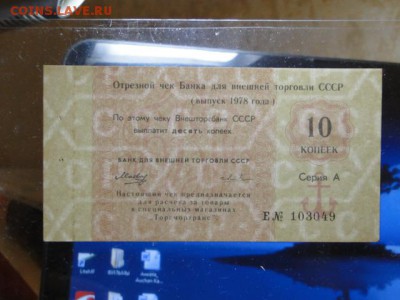 COINS.LAVE.RU
Отрезной чек Банка для внешней торговли СССР
(выпуск 1978 года)
По этому чеку Внешторгбанк СССР
выплатит десять копеек
10
КОПЕЕК
БАНК ДЛЯ ВНЕШНЕЙ ТОРГОВЛИ СССР
Серия А
Настоящий чек предназначается
для расчета за товары
в специальных магазинах
"Торгмортранс"
Е№ 103049